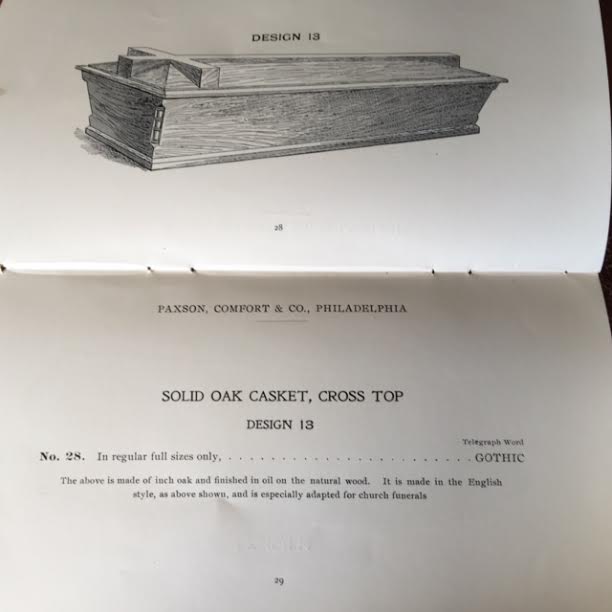 DESIGN 13
28
PAXSON, COMFORT & CO., PHILADELPHIA
SOLID OAK CASKET, CROSS TOP
DESIGN 13
Telegraph Word
No. 28. In regular full sizes only, . . . . . . . . . . . . . . . . . . . . . . . GOTHIC
The above is made of inch oak and finished in oil on the natural wood. It is made in the English
style, as above shown, and is especially adapted for church funerals
29